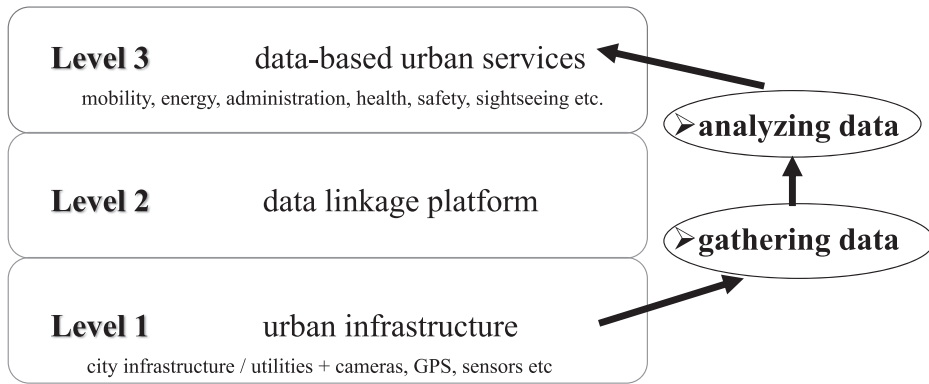 Level 3 data-based urban services
mobility, energy, administration, health, safety, sightseeing etc.
➢analyzing data
Level 2 data linkage platform
➢gathering data
Level 1 urban infrastructure
city infrastructure / utilities + cameras, GPS, sensors etc